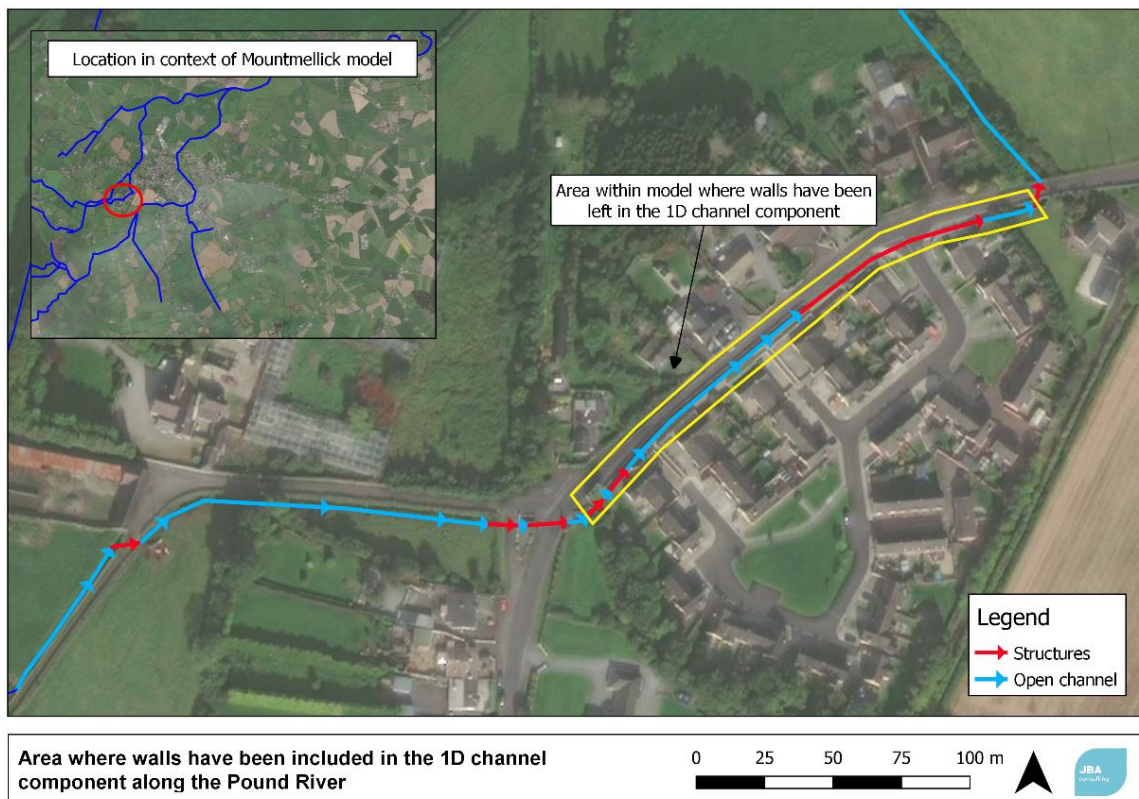 Location in context of Mountmellick model
Area within model where walls have been
left in the 1D channel
component
Legend
Structures
Open channel
Area where walls have been included in the 1D channel
component along the Pound River
0 25 50 75 100 m
JBA
consulting